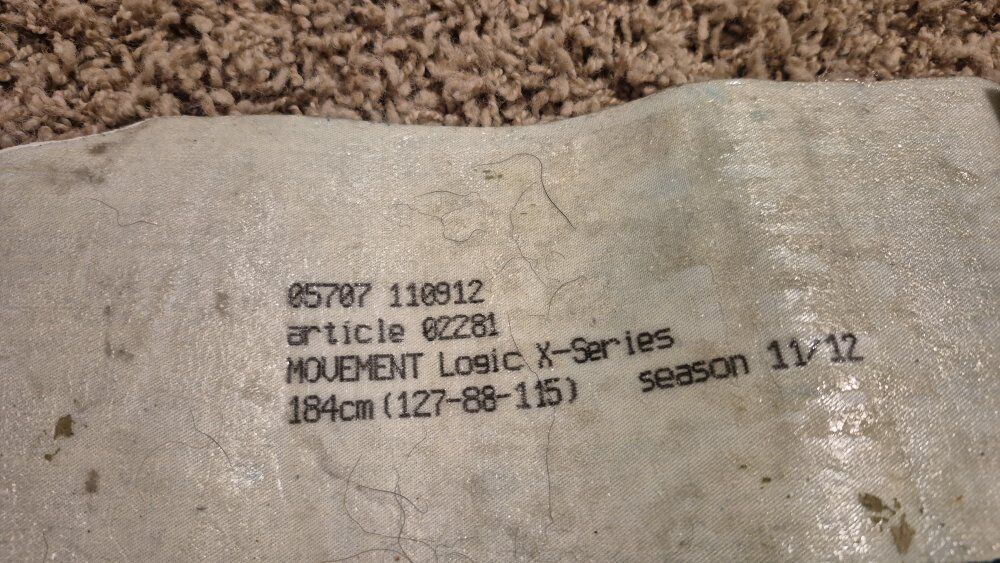 05707 110912
article 02281
MOVEMENT Logic X-Series
184cm(127-88-115) season 11/12